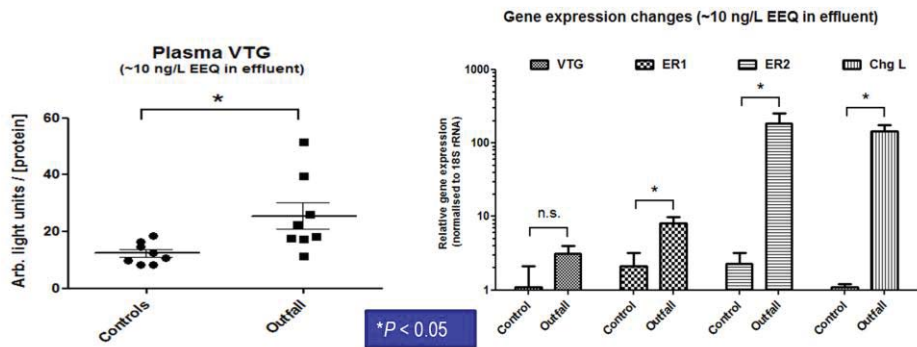 Plasma VTG
(~10 ng/L EEQ in effluent)
*
Arb. light units / [protein]
60
40
20
0
Controls
Outfall
*P < 0.05
Gene expression changes (~10 ng/L EEQ in effluent)
VTG
ER1
ER2
Chg L
Relative gene expression
(normalised to 18S rRNA)
1000
100
10
1
n.s.
*
*
*
Control
Outfall
Control
Outfall
Control
Outfall
Control
Outfall